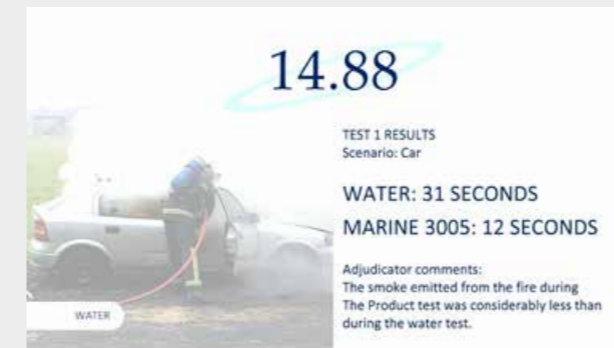 14.88
TEST 1 RESULTS
Scenario: Car
WATER: 31 SECONDS
MARINE 3005: 12 SECONDS
Adjudicator comments:
The smoke emitted from the fire during
The Product test was considerably less than
during the water test.
WATER